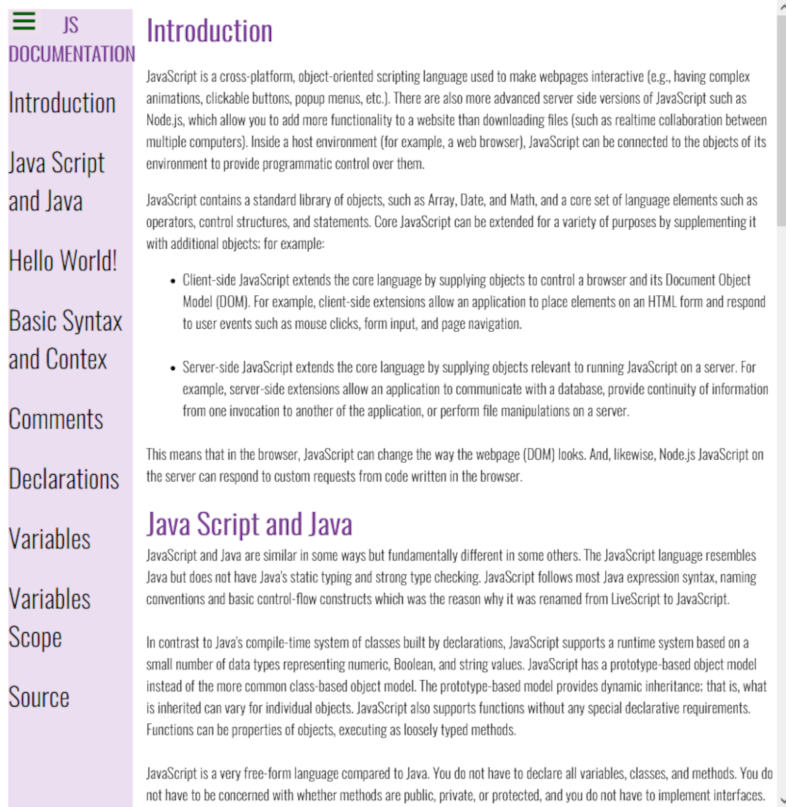 JS
DOCUMENTATION
Introduction
Java Script
and Java
Hello World!
Basic Syntax
and Contex
Comments
Declarations
Variables
Variables
Scope
Source
Introduction
JavaScript is a cross-platform, object-oriented scripting language used to make webpages interactive (e.g., having complex
animations, clickable buttons, popup menus, etc.). There are also more advanced server side versions of JavaScript such as
Node.js, which allow you to add more functionality to a website than downloading files (such as realtime collaboration between
multiple computers). Inside a host environment (for example, a web browser), JavaScript can be connected to the objects of its
environment to provide programmatic control over them.
JavaScript contains a standard library of objects, such as Array, Date, and Math, and a core set of language elements such as
operators, control structures, and statements. Core JavaScript can be extended for a variety of purposes by supplementing it
with additional objects; for example:
• Client-side JavaScript extends the core language by supplying objects to control a browser and its Document Object
Model (DOM). For example, client-side extensions allow an application to place elements on an HTML form and respond
to user events such as mouse clicks, form input, and page navigation.
• Server-side JavaScript extends the core language by supplying objects relevant to running JavaScript on a server. For
example, server-side extensions allow an application to communicate with a database, provide continuity of information
from one invocation to another of the application, or perform file manipulations on a server.
This means that in the browser, JavaScript can change the way the webpage (DOM) looks. And, likewise, Node.js JavaScript on
the server can respond to custom requests from code written in the browser.
Java Script and Java
JavaScript and Java are similar in some ways but fundamentally different in some others. The JavaScript language resembles
Java but does not have Java's static typing and strong type checking. JavaScript follows most Java expression syntax, naming
conventions and basic control-flow constructs which was the reason why it was renamed from LiveScript to JavaScript.
In contrast to Java's compile-time system of classes built by declarations, JavaScript supports a runtime system based on a
small number of data types representing numeric, Boolean, and string values. JavaScript has a prototype-based object model
instead of the more common class-based object model. The prototype-based model provides dynamic inheritance; that is, what
is inherited can vary for individual objects. JavaScript also supports functions without any special declarative requirements.
Functions can be properties of objects, executing as loosely typed methods.
JavaScript is a very free-form language compared to Java. You do not have to declare all variables, classes, and methods. You do
not have to be concerned with whether methods are public, private, or protected, and you do not have to implement interfaces.